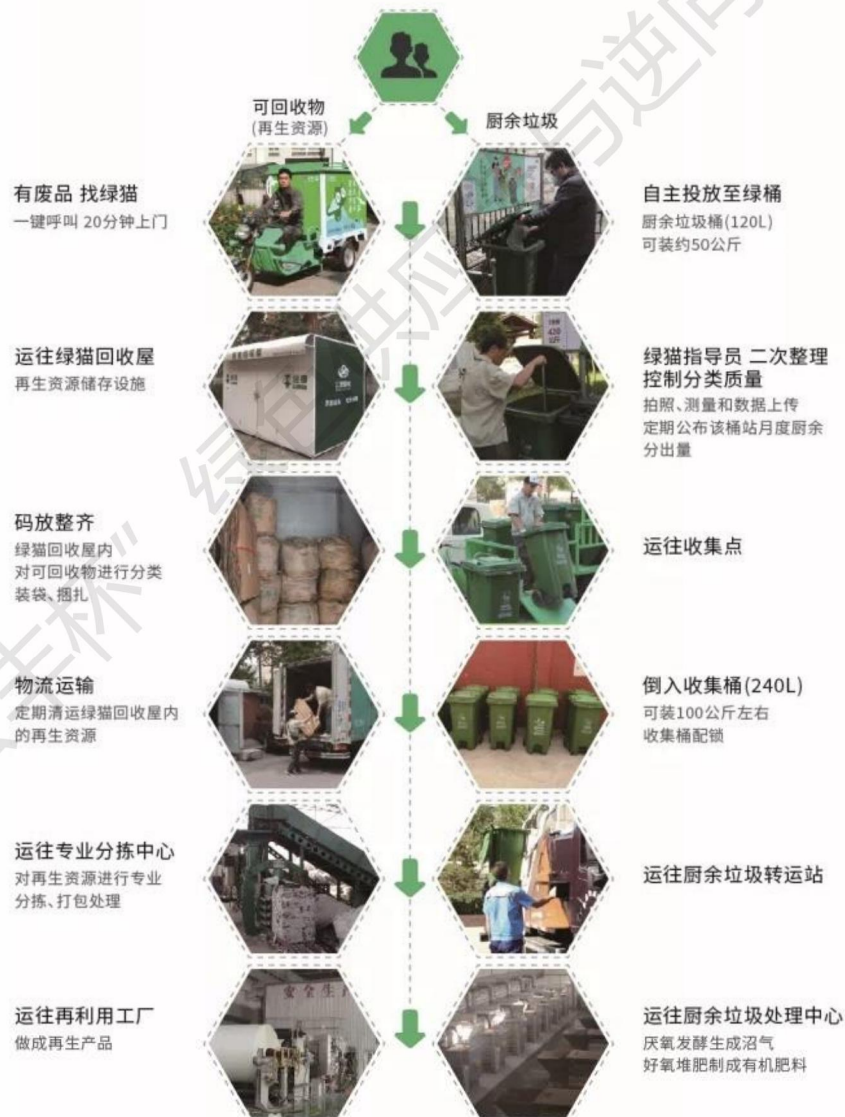 可回收物
(再生资源)
厨余垃圾
有废品 找绿猫
一键呼叫 20分钟上门
自主投放至绿桶
厨余垃圾桶(120L)
可装约50公斤
运往绿猫回收屋
再生资源储存设施
绿猫指导员 二次整理
控制分类质量
拍照、测量和数据上传
定期公布该桶站月度厨余
分出量
码放整齐
绿猫回收屋内
对可回收物进行分类
装袋、捆扎
运往收集点
物流运输
定期清运绿猫回收屋内
的再生资源
倒入收集桶(240L)
可装100公斤左右
收集桶配锁
运往专业分拣中心
对再生资源进行专业
分拣、打包处理
运往厨余垃圾转运站
运往再利用工厂
做成再生产品
安全生产
运往厨余垃圾处理中心
厌氧发酵生成沼气
好氧堆肥制成有机肥料